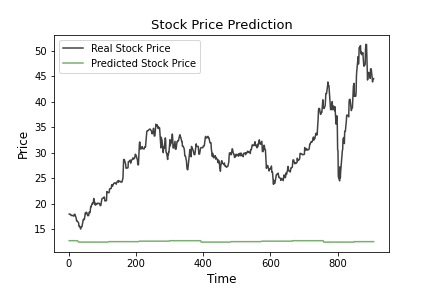 Stock Price Prediction
Real Stock Price
Predicted Stock Price
Price
50
45
40
35
30
25
20
15
0 200 400 600 800
Time